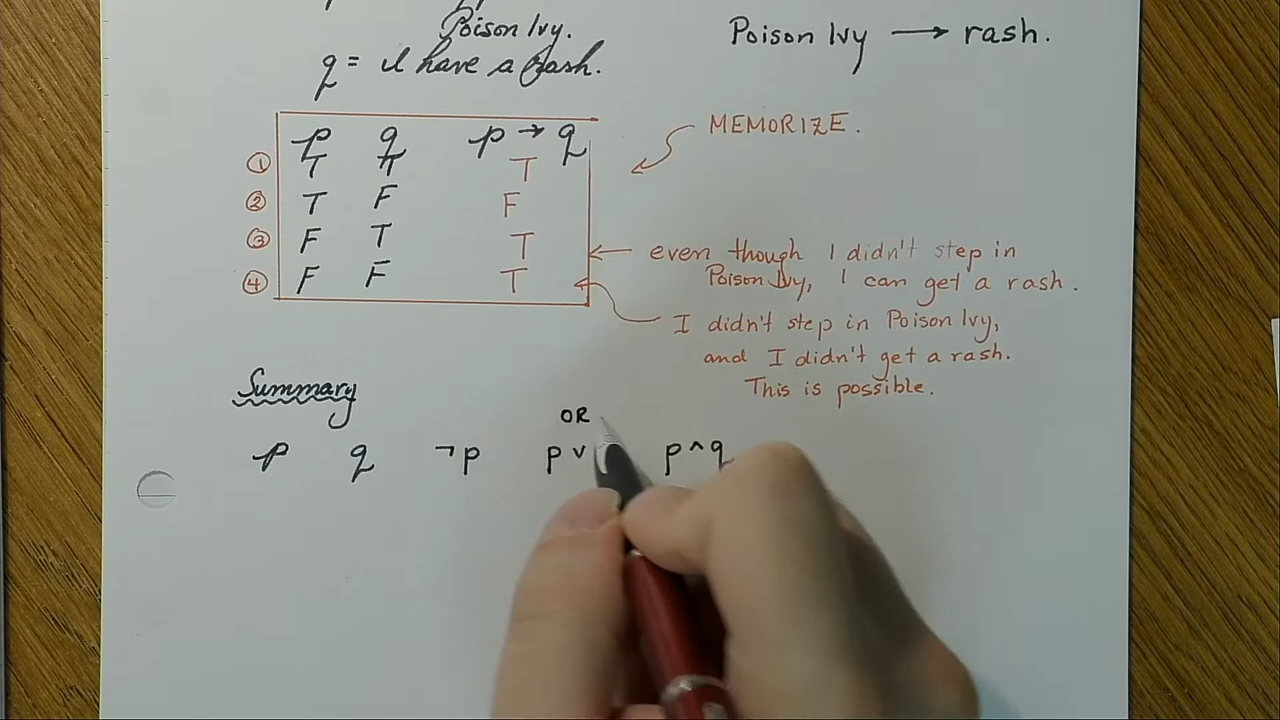 Poison Ivy.
Poison Ivy → rash.
q = I have a rash.
p q p → q
MEMORIZE.
① T T T
② T F F
③ F T T
even though I didn't step in
Poison Ivy, I can get a rash.
④ F F T
I didn't step in Poison Ivy,
and I didn't get a rash.
This is possible.
Summary
OR
p q ¬p p ∨ p ^ q